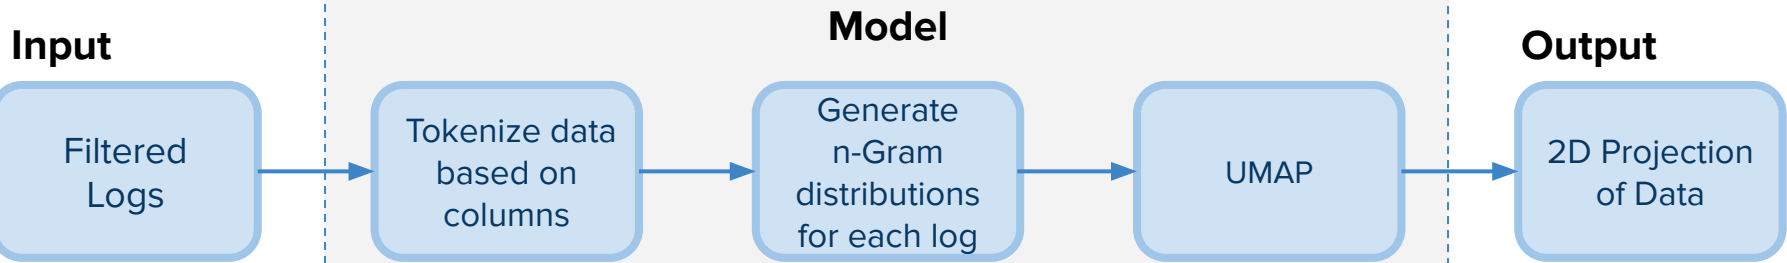 Input
Model
Output
Filtered
Logs
Tokenize data
based on
columns
Generate
n-Gram
distributions
for each log
UMAP
2D Projection
of Data